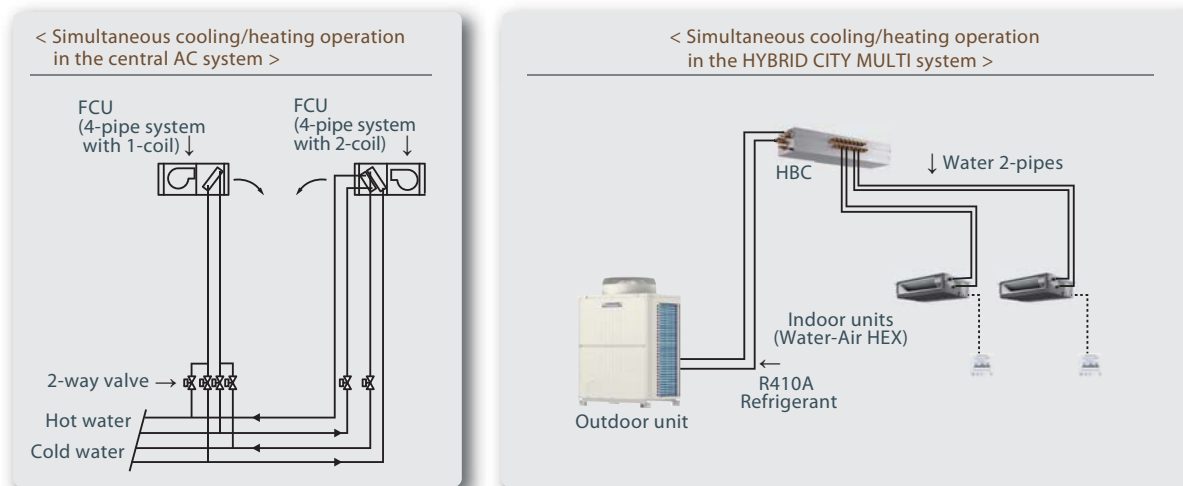 < Simultaneous cooling/heating operation
in the central AC system >
FCU
(4-pipe system
with 1-coil) ↓
FCU
(4-pipe system
with 2-coil) ↓
2-way valve →
Hot water
Cold water
< Simultaneous cooling/heating operation
in the HYBRID CITY MULTI system >
HBC
↓ Water 2-pipes
Indoor units
(Water-Air HEX)
←
R410A
Refrigerant
Outdoor unit